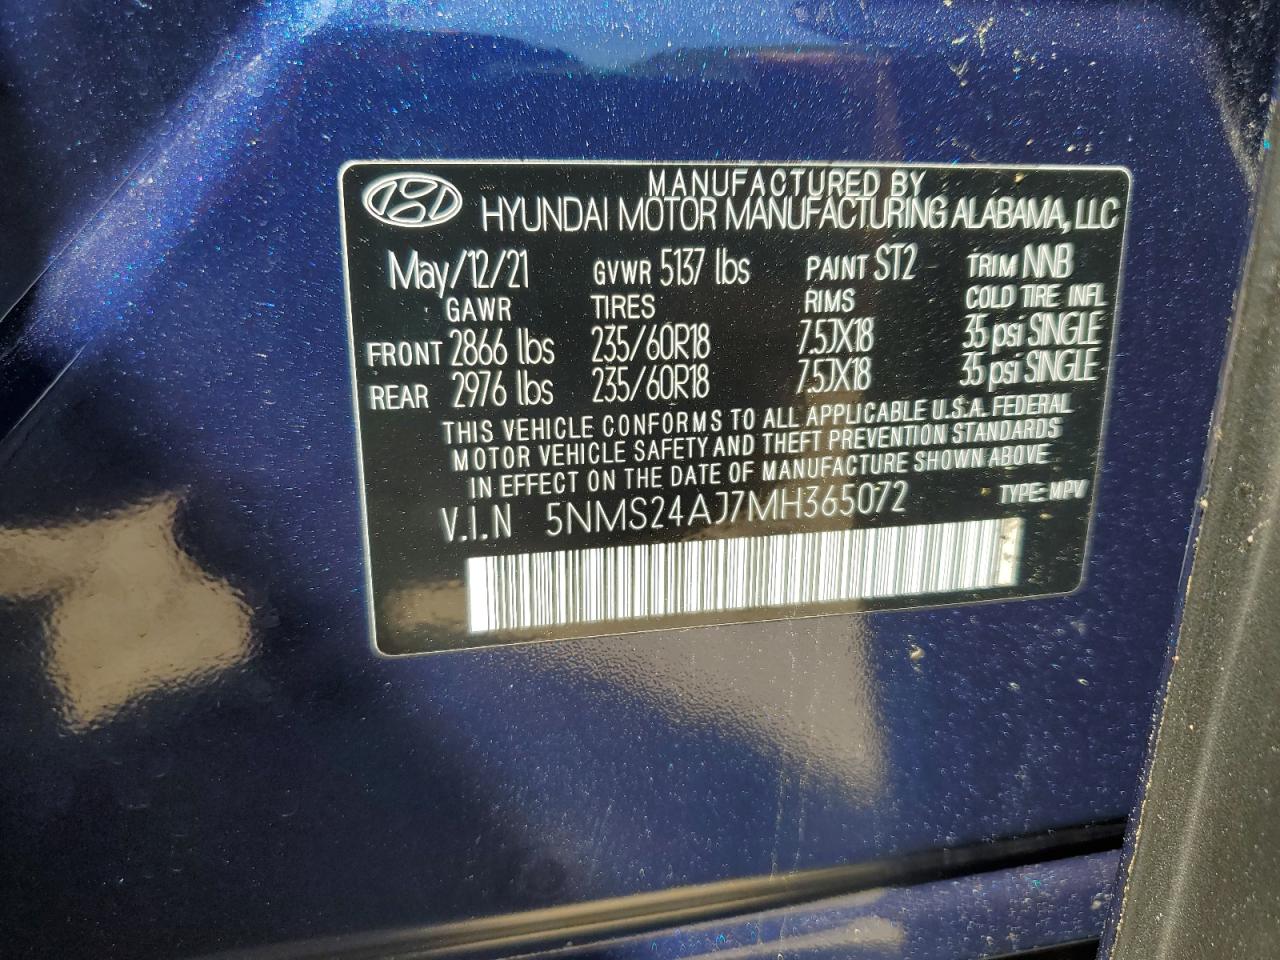 MANUFACTURED BY
HYUNDAI MOTOR MANUFACTURING ALABAMA, LLC
May/12/21 GVWR 5137 lbs PAINT ST2 TRIM NNB
GAWR TIRES RIMS COLD TIRE INFL
FRONT 2866 lbs 235/60R18 7.5JX18 35 psi SINGLE
REAR 2976 lbs 235/60R18 7.5JX18 35 psi SINGLE
THIS VEHICLE CONFORMS TO ALL APPLICABLE U.S.A. FEDERAL
MOTOR VEHICLE SAFETY AND THEFT PREVENTION STANDARDS
IN EFFECT ON THE DATE OF MANUFACTURE SHOWN ABOVE
V.I.N 5NMS24AJ7MH365072 TYPE: MPV